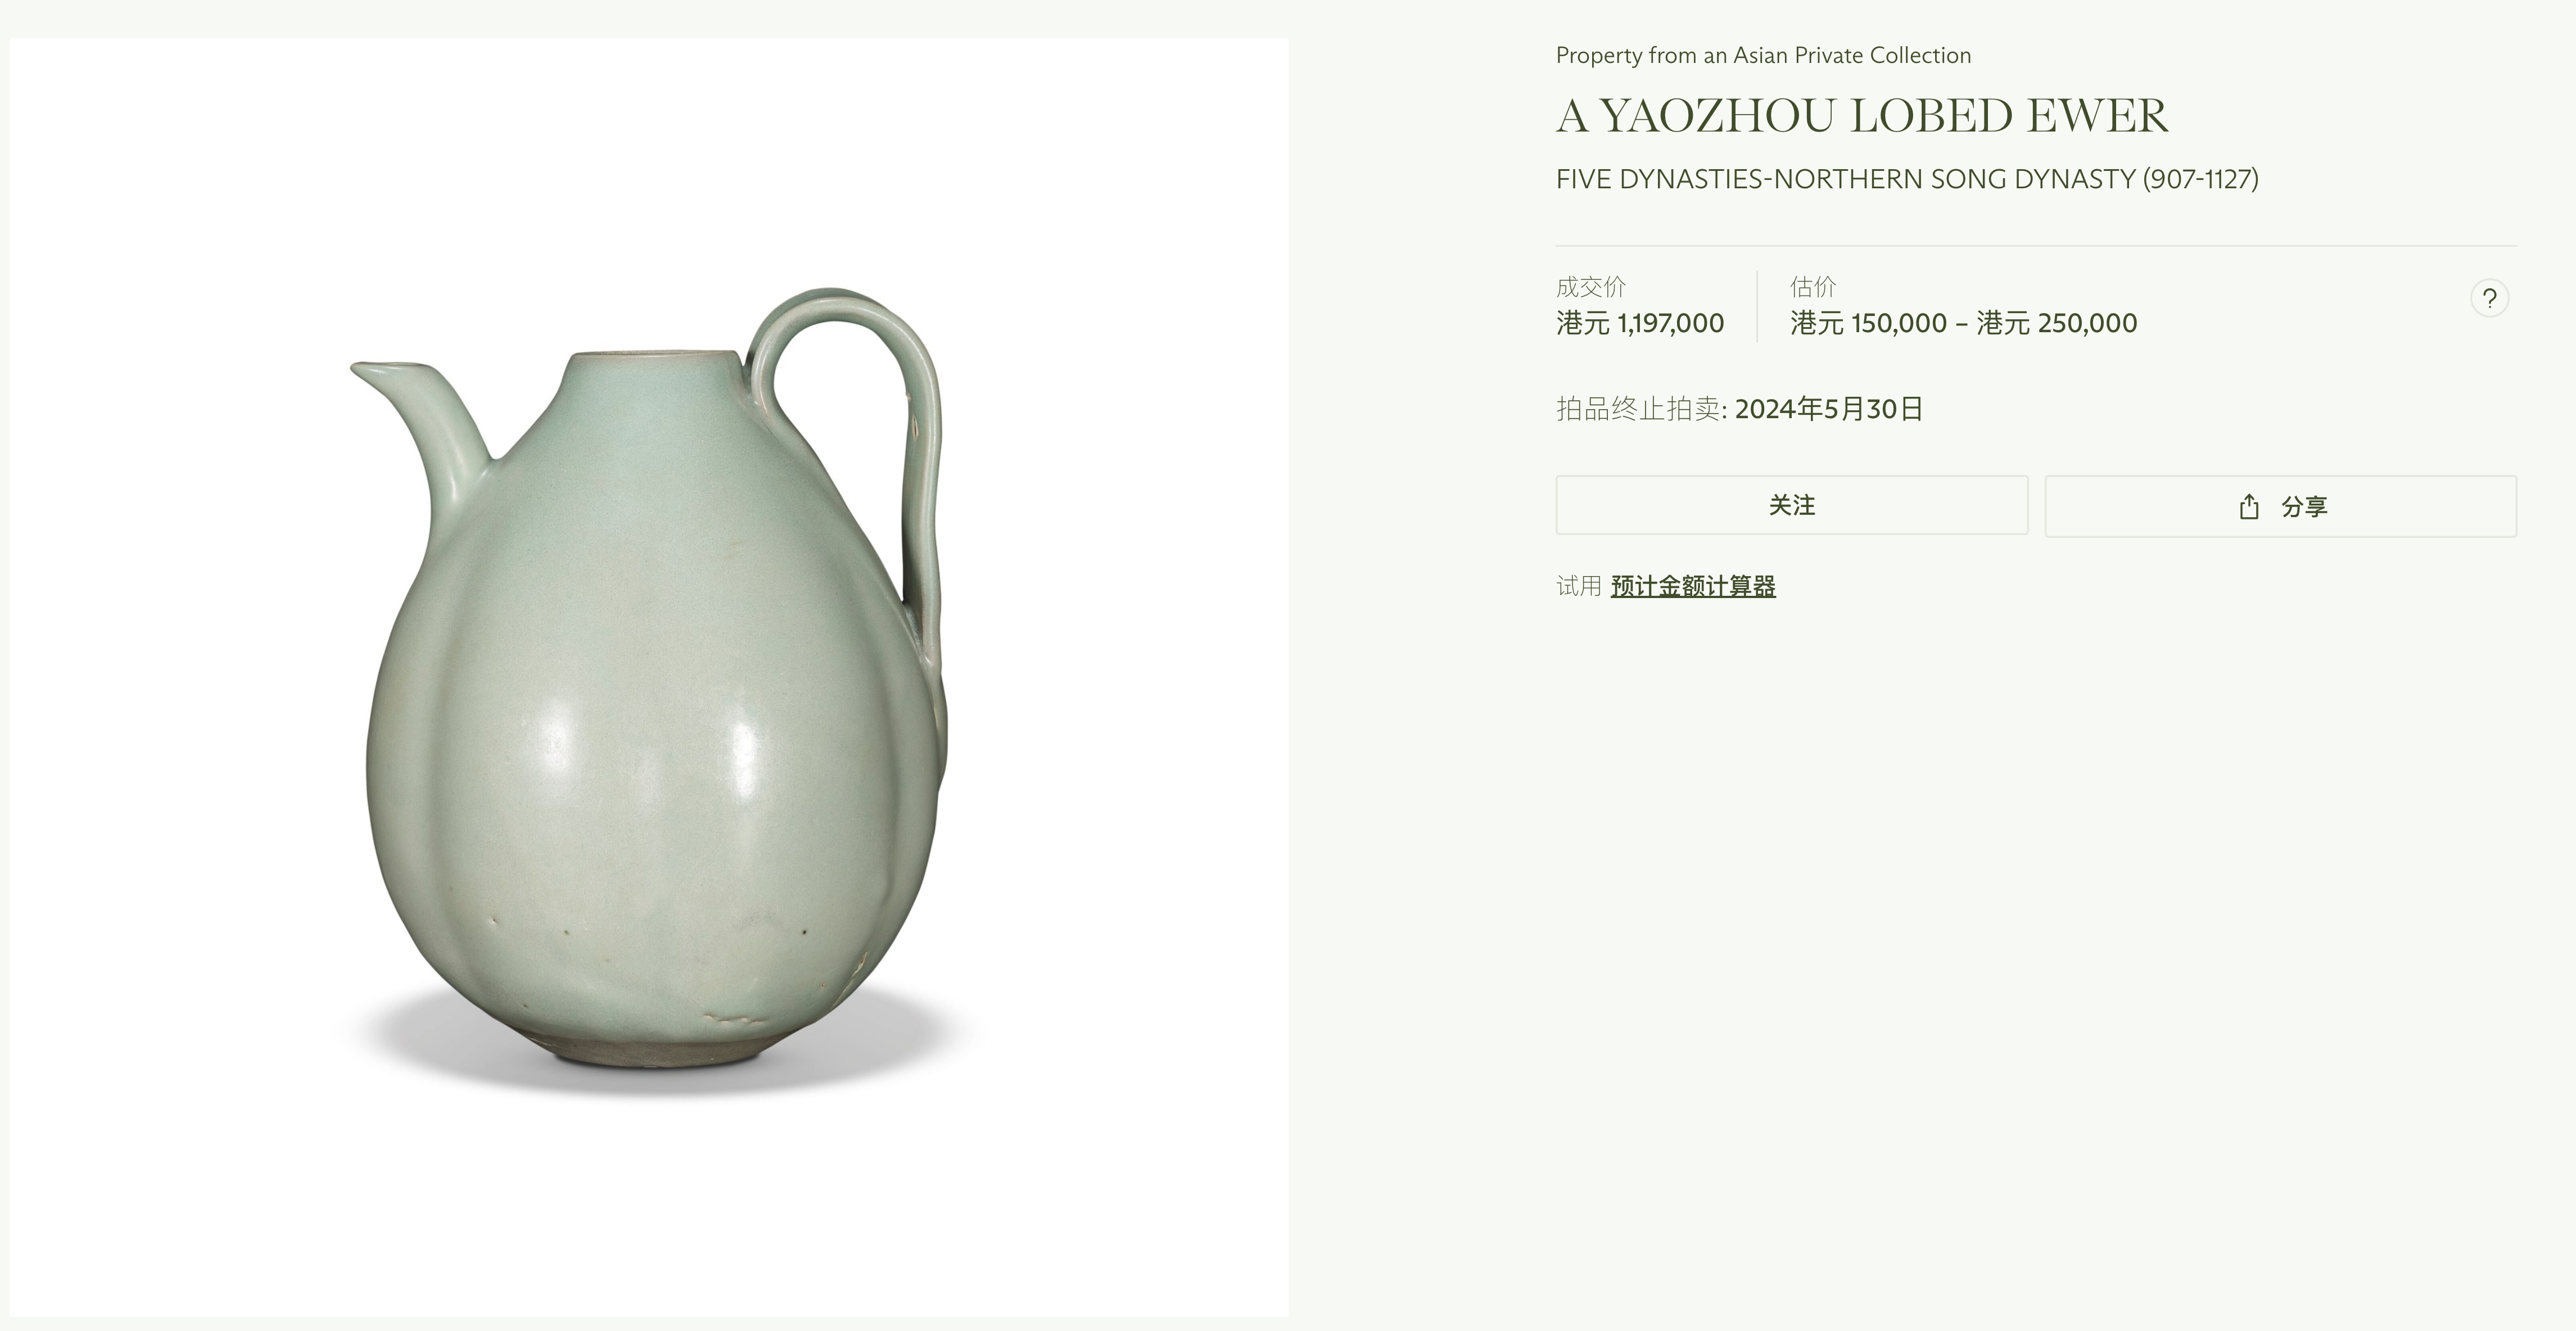 Property from an Asian Private Collection
A YAOZHOU LOBED EWER
FIVE DYNASTIES-NORTHERN SONG DYNASTY (907-1127)
成交价
港元 1,197,000
估价
港元 150,000 – 港元 250,000
?
拍品终止拍卖: 2024年5月30日
关注
分享
试用 预计金额计算器